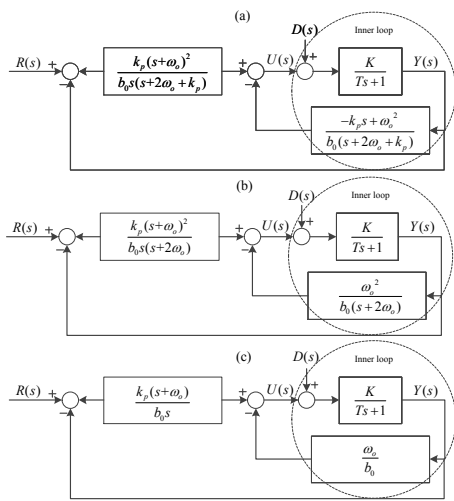 (a)
D(s)
Inner loop
R(s) + − k_p(s+ω_o)^2 / b_0s(s+2ω_o+k_p) + − U(s) + K / Ts+1 Y(s)
−k_ps+ω_o^2 / b_0(s+2ω_o+k_p)
(b)
D(s)
Inner loop
R(s) + − k_p(s+ω_o)^2 / b_0s(s+2ω_o) + − U(s) + K / Ts+1 Y(s)
ω_o^2 / b_0(s+2ω_o)
(c)
D(s)
Inner loop
R(s) + − k_p(s+ω_o) / b_0s + − U(s) + K / Ts+1 Y(s)
ω_o / b_0